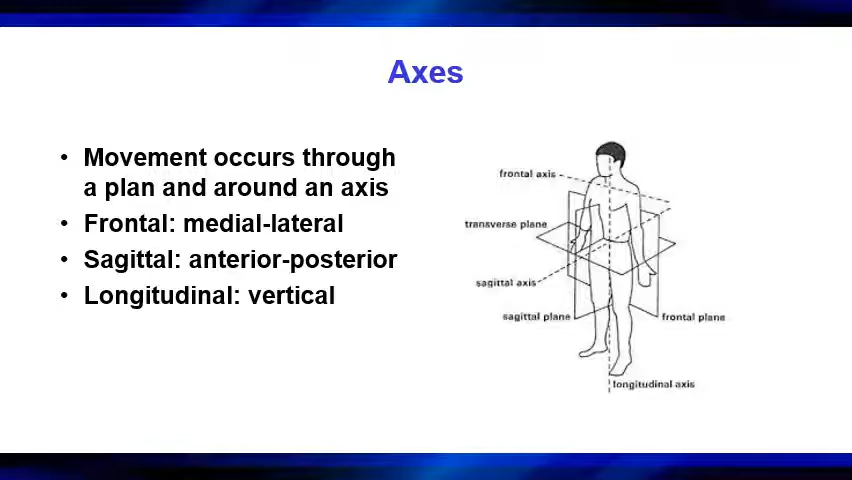 Axes
• Movement occurs through
a plan and around an axis
• Frontal: medial-lateral
• Sagittal: anterior-posterior
• Longitudinal: vertical
frontal axis
transverse plane
sagittal axis
sagittal plane
frontal plane
longitudinal axis